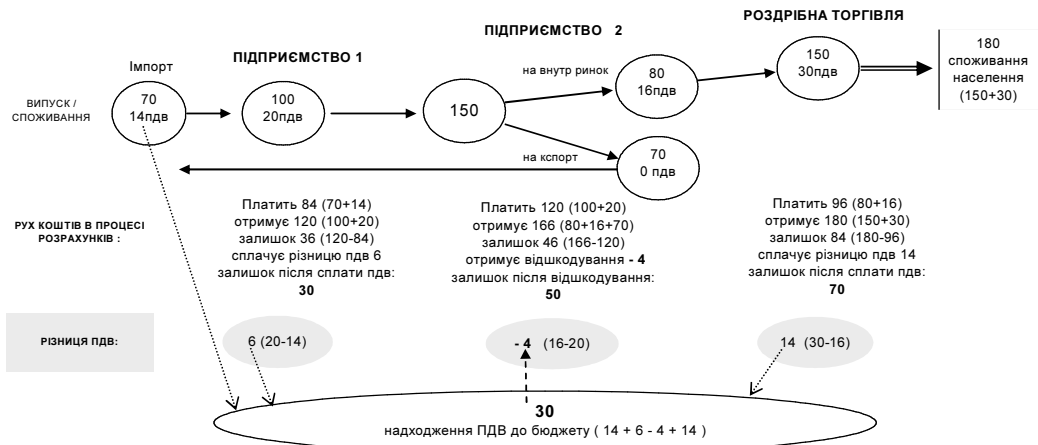 РОЗДРІБНА ТОРГІВЛЯ
ПІДПРИЄМСТВО 2
ПІДПРИЄМСТВО 1
Імпорт
ВИПУСК /
СПОЖИВАННЯ
70
14пдв
100
20пдв
150
на внутр ринок
80
16пдв
150
30пдв
180
споживання
населення
(150+30)
на кспорт
70
0 пдв
РУХ КОШТІВ В ПРОЦЕСІ
РОЗРАХУНКІВ :
Платить 84 (70+14)
отримує 120 (100+20)
залишок 36 (120-84)
сплачує різницю пдв 6
залишок після сплати пдв:
30
Платить 120 (100+20)
отримує 166 (80+16+70)
залишок 46 (166-120)
отримує відшкодування - 4
залишок після відшкодування:
50
Платить 96 (80+16)
отримує 180 (150+30)
залишок 84 (180-96)
сплачує різницю пдв 14
залишок після сплати пдв:
70
РІЗНИЦЯ ПДВ:
6 (20-14)
- 4 (16-20)
14 (30-16)
30
надходження ПДВ до бюджету ( 14 + 6 - 4 + 14 )